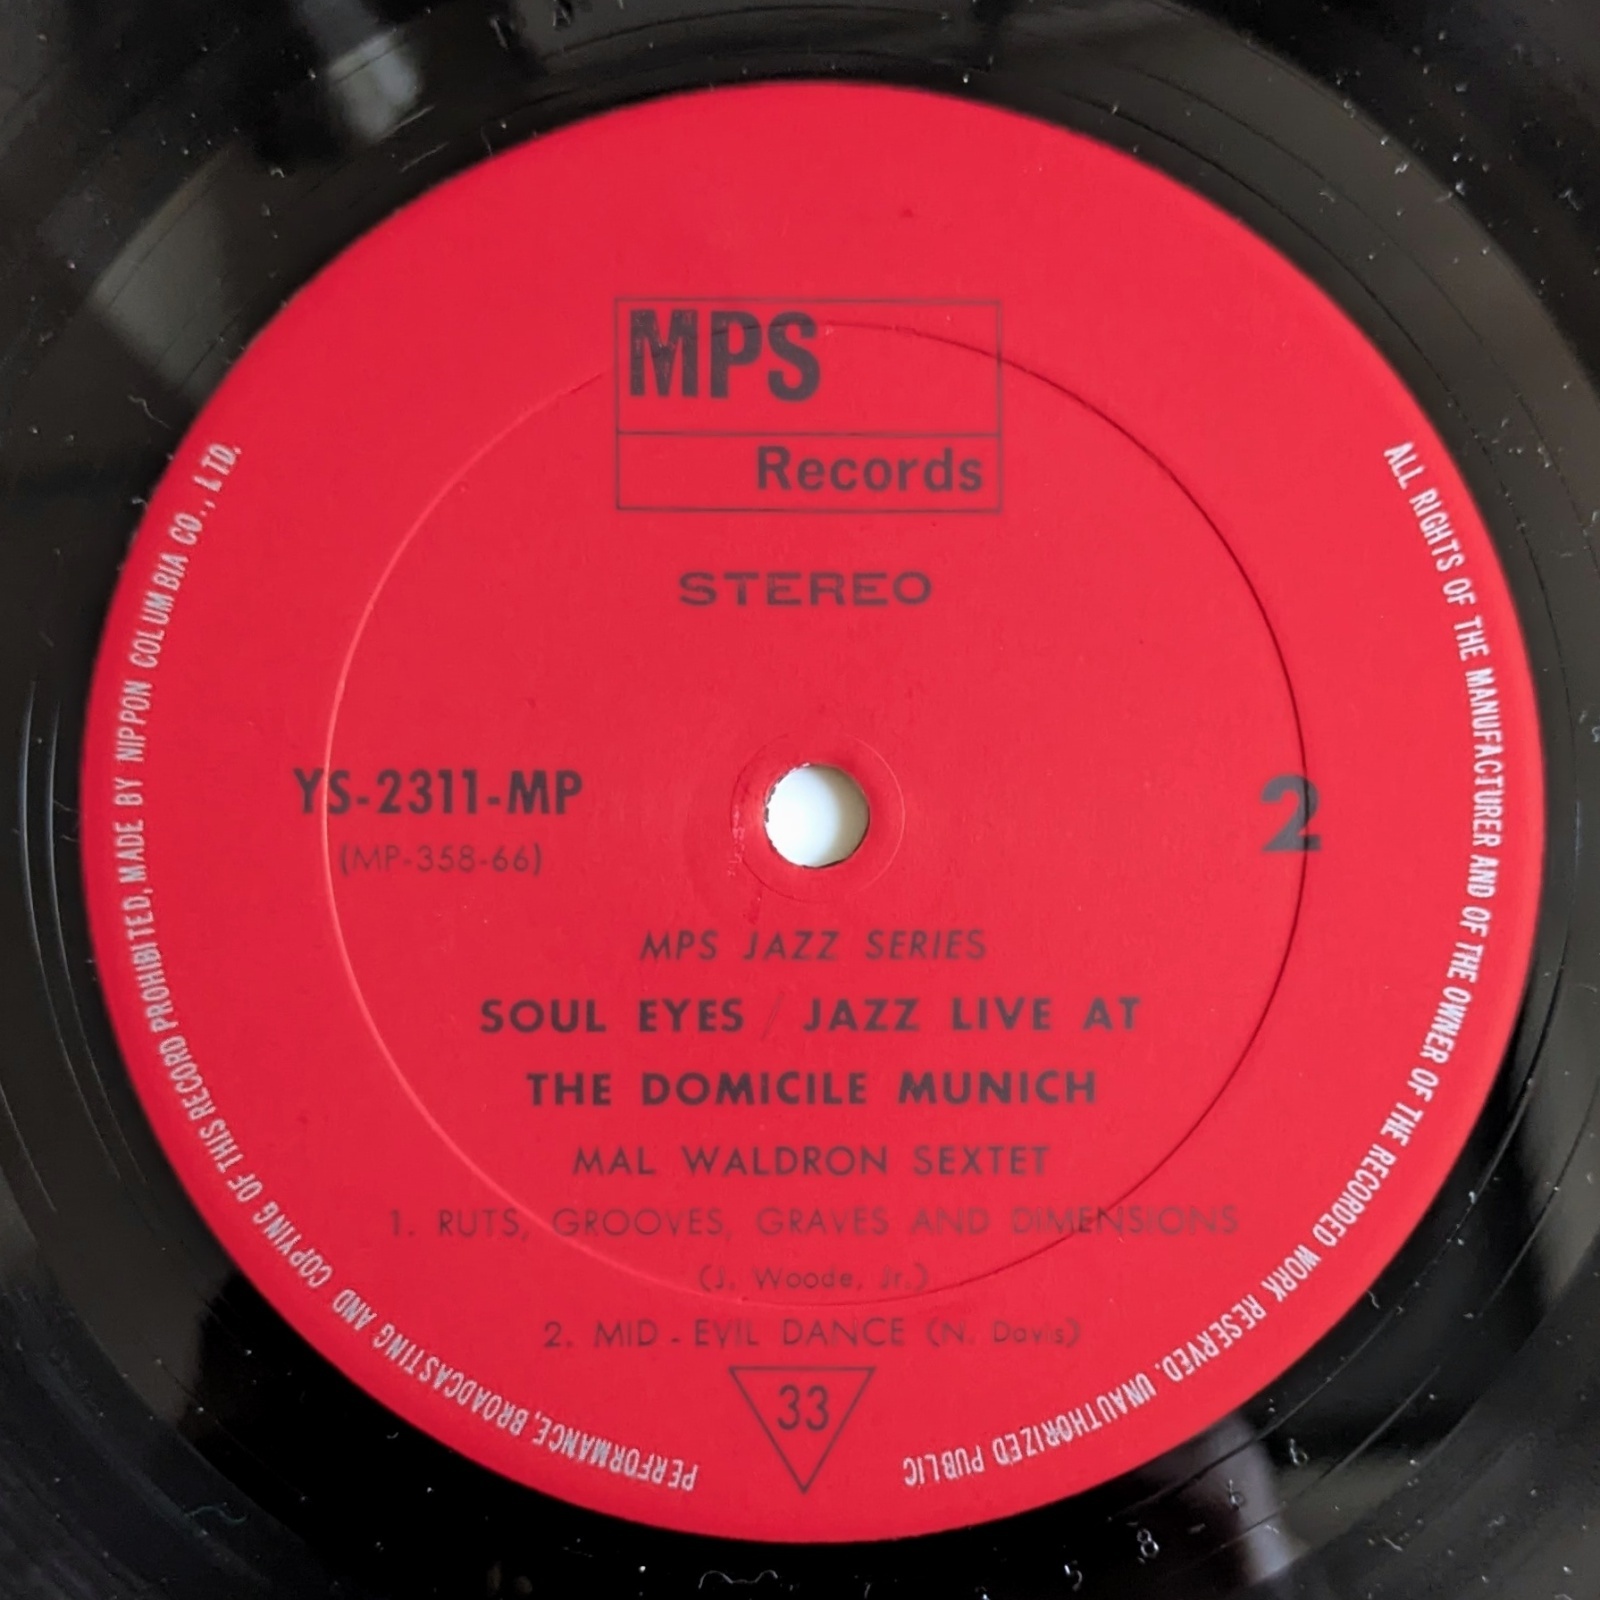 MPS
Records
STEREO
YS-2311-MP
(MP-358-66)
2
MPS JAZZ SERIES
SOUL EYES / JAZZ LIVE AT
THE DOMICILE MUNICH
MAL WALDRON SEXTET
1. RUTS, GROOVES, GRAVES AND DIMENSIONS
(J. Woode, Jr.)
2. MID-EVIL DANCE (N. Davis)
33
ALL RIGHTS OF THE MANUFACTURER AND OF THE OWNER OF THE RECORDED WORK RESERVED. UNAUTHORIZED PUBLIC
PERFORMANCE, BROADCASTING AND COPYING OF THIS RECORD PROHIBITED, MADE BY NIPPON COLUMBIA CO., LTD.